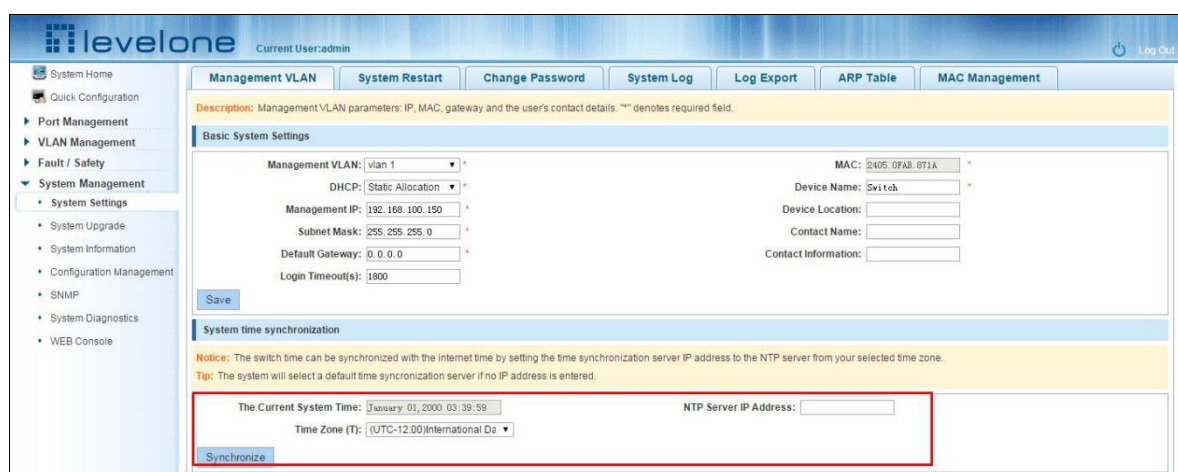 levelone Current User:admin Log Out
System Home
Quick Configuration
Port Management
VLAN Management
Fault / Safety
System Management
System Settings
System Upgrade
System Information
Configuration Management
SNMP
System Diagnostics
WEB Console
Management VLAN System Restart Change Password System Log Log Export ARP Table MAC Management
Description: Management VLAN parameters: IP, MAC, gateway and the user's contact details. "*" denotes required field.
Basic System Settings
Management VLAN: vlan 1 * MAC: 2405.0FAB.871A *
DHCP: Static Allocation * Device Name: Switch *
Management IP: 192.168.100.150 * Device Location:
Subnet Mask: 255.255.255.0 * Contact Name:
Default Gateway: 0.0.0.0 * Contact Information:
Login Timeout(s): 1800
Save
System time synchronization
Notice: The switch time can be synchronized with the internet time by setting the time synchronization server IP address to the NTP server from your selected time zone.
Tip: The system will select a default time syncronization server if no IP address is entered.
The Current System Time: January 01,2000 03:39:59 NTP Server IP Address:
Time Zone (T): (UTC-12:00)International Da
Synchronize